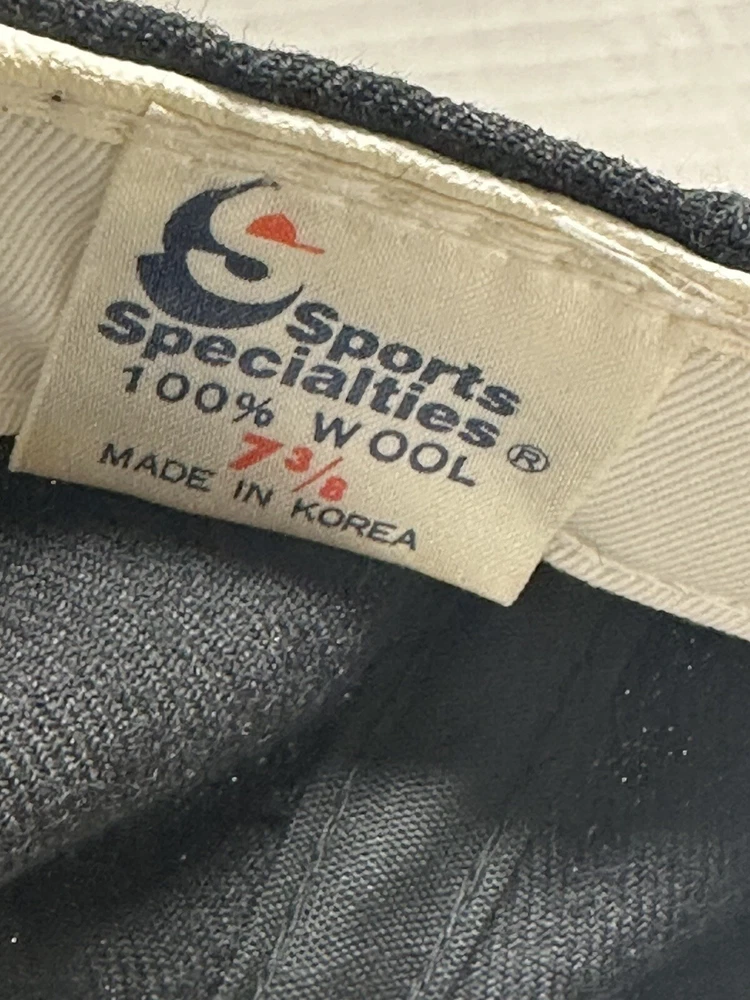 Sports
Specialties®
100% WOOL
7 3/8
MADE IN KOREA